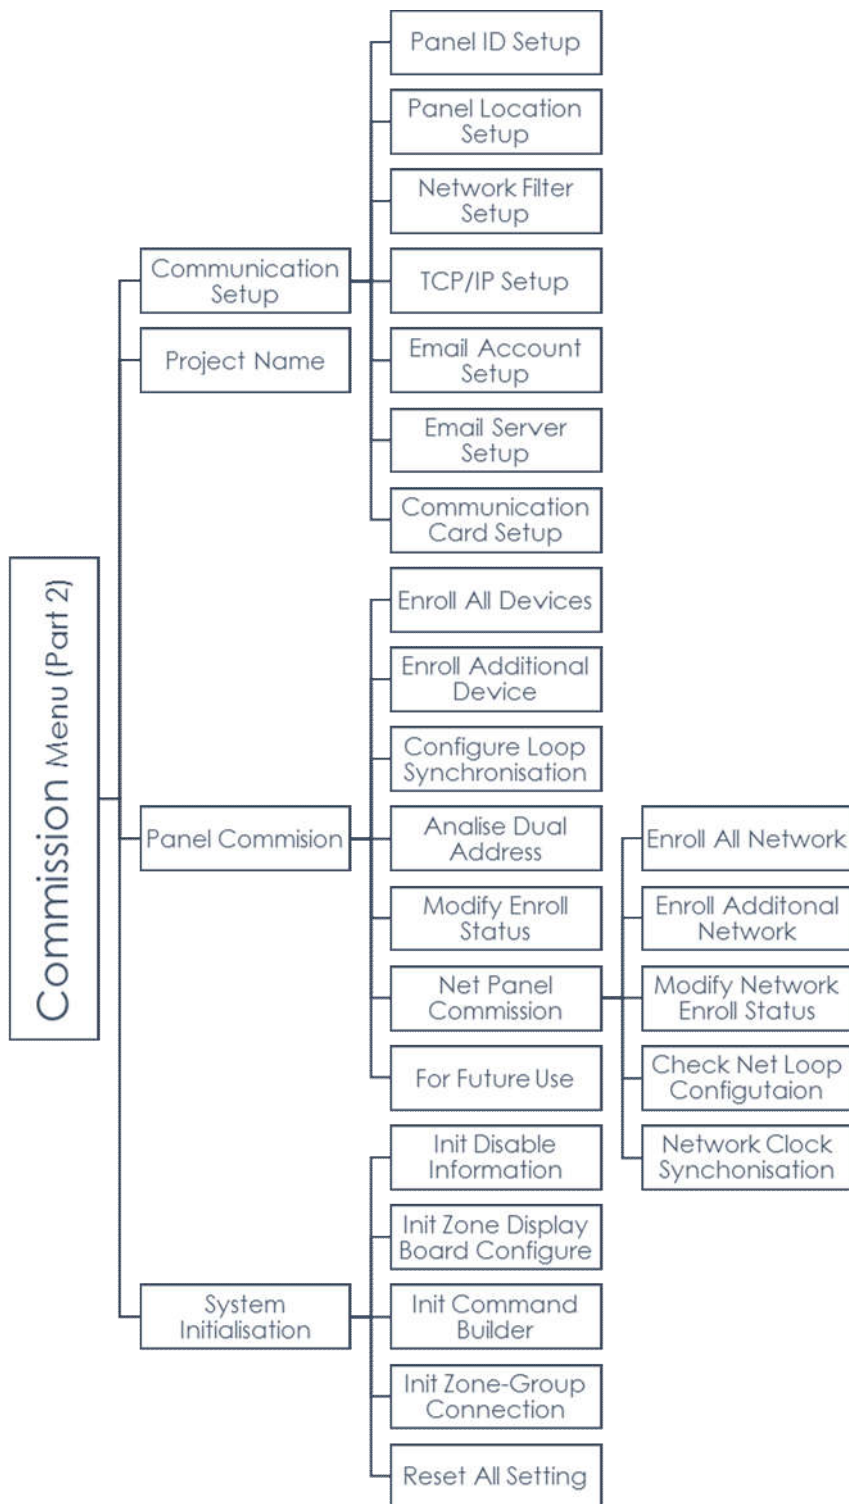 Commission Menu (Part 2)
Communication
Setup
Panel ID Setup
Panel Location
Setup
Network Filter
Setup
TCP/IP Setup
Email Account
Setup
Email Server
Setup
Communication
Card Setup
Project Name
Panel Commision
Enroll All Devices
Enroll Additional
Device
Configure Loop
Synchronisation
Analise Dual
Address
Modify Enroll
Status
Net Panel
Commission
Enroll All Network
Enroll Additonal
Network
Modify Network
Enroll Status
Check Net Loop
Configutaion
Network Clock
Synchonisation
For Future Use
System
Initialisation
Init Disable
Information
Init Zone Display
Board Configure
Init Command
Builder
Init Zone-Group
Connection
Reset All Setting